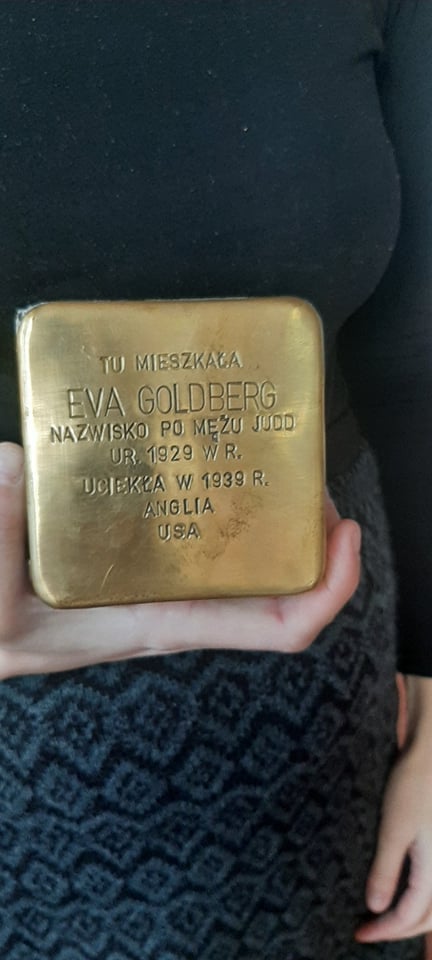 TU MIESZKAŁA
EVA GOLDBERG
NAZWISKO PO MĘŻU JUDD
UR. 1929 W R.
UCIEKŁA W 1939 R.
ANGLIA
USA